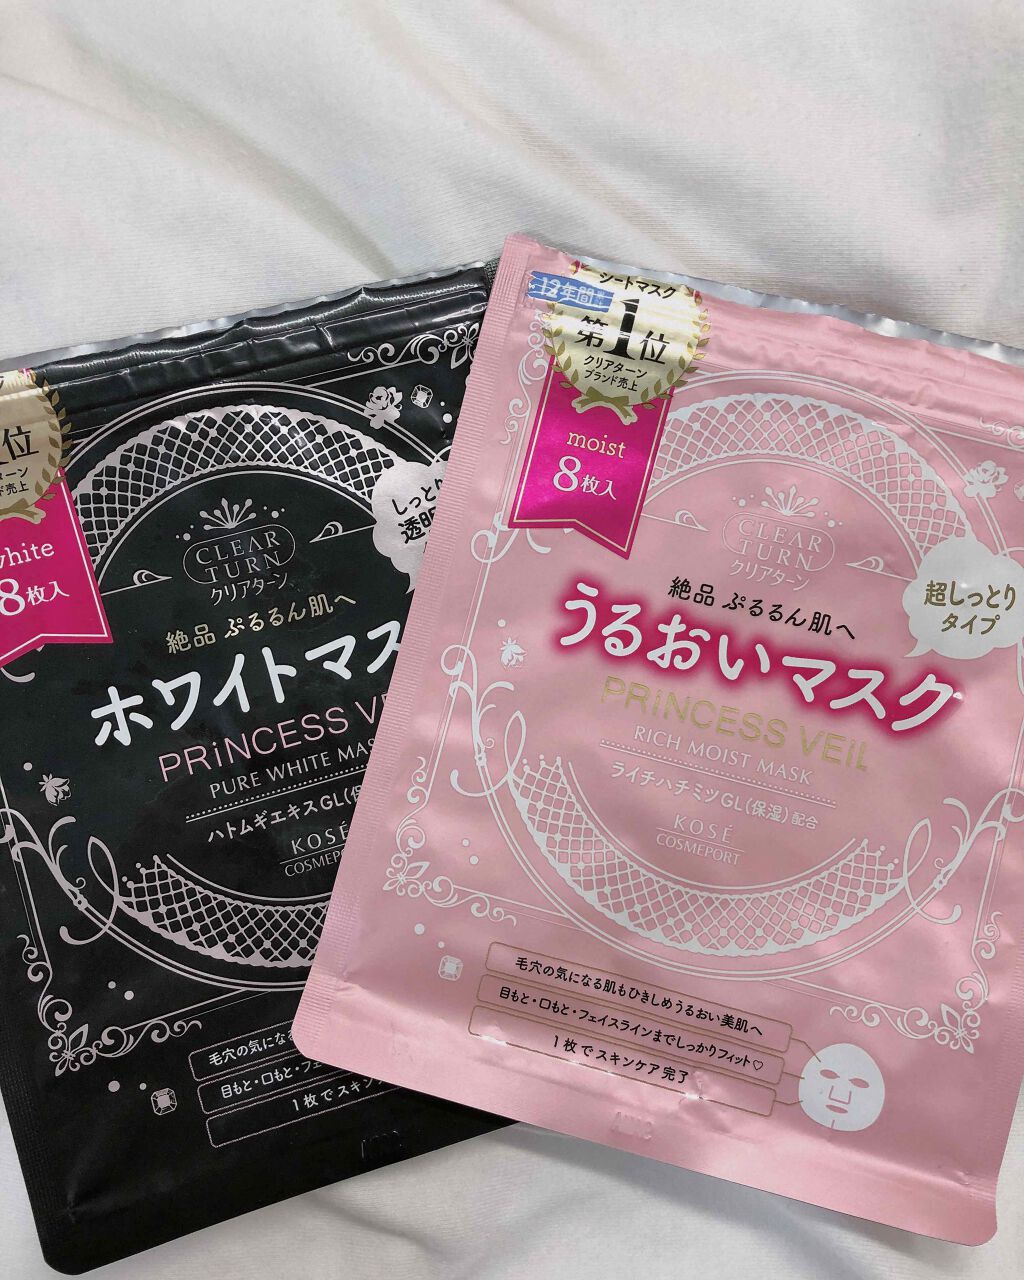 位
ターン
ド売上
white
8枚入
しっとり
透明
CLEAR
TURN
クリアターン
絶品 ぷるるん肌へ
ホワイトマス
PRiNCESS VE
PURE WHITE MAS
ハトムギエキスGL(保
KOSÉ
COSMEPORT
毛穴の気になる
目もと・口もと・フェ
1枚でスキン
シートマスク
12年間
第1位
クリアターン
ブランド売上
moist
8枚入
CLEAR
TURN
クリアターン
絶品 ぷるるん肌へ
超しっとり
タイプ
うるおいマスク
PRiNCESS VEiL
RICH MOIST MASK
ライチハチミツGL(保湿)配合
KOSÉ
COSMEPORT
毛穴の気になる肌もひきしめうるおい美肌へ
目もと・口もと・フェイスラインまでしっかりフィット♡
1枚でスキンケア完了